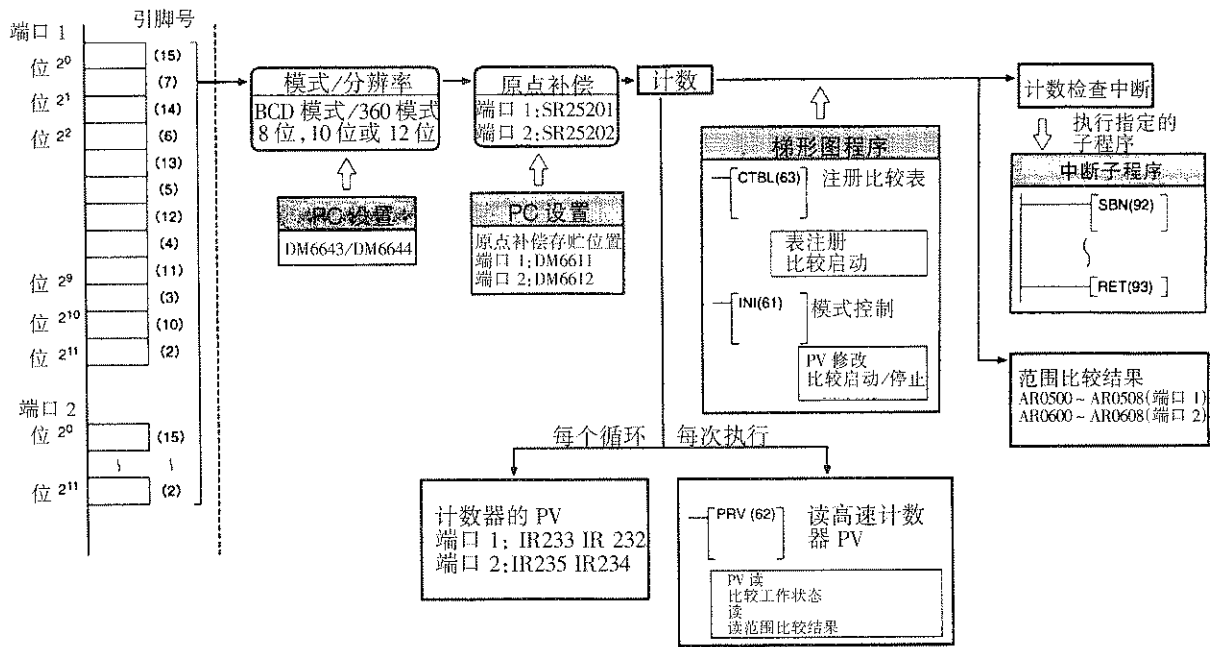 引脚号
端口 1
(15)
位 2⁰
(7)
位 2¹
(14)
位 2²
(6)
(13)
(5)
(12)
(4)
(11)
位 2⁹
(3)
位 2¹⁰
(10)
位 2¹¹
(2)
端口 2
位 2⁰
(15)
位 2¹¹
(2)
模式/分辨率
BCD 模式/360 模式
8 位,10 位或 12 位
PC 设置
DM6643/DM6644
原点补偿
端口 1:SR25201
端口 2:SR25202
PC 设置
原点补偿存贮位置
端口 1:DM6611
端口 2:DM6612
计数
梯形图程序
CTBL(63) 注册比较表
表注册
比较启动
INI(61) 模式控制
PV 修改
比较启动/停止
计数检查中断
执行指定的
子程序
中断子程序
SBN(92)
RET(93)
范围比较结果
AR0500~AR0508(端口 1)
AR0600~AR0608(端口 2)
每个循环
每次执行
计数器的 PV
端口 1: IR233 IR 232
端口 2:IR235 IR234
PRV (62) 读高速计数
器 PV
PV 读
比较工作状态
读
读范围比较结果